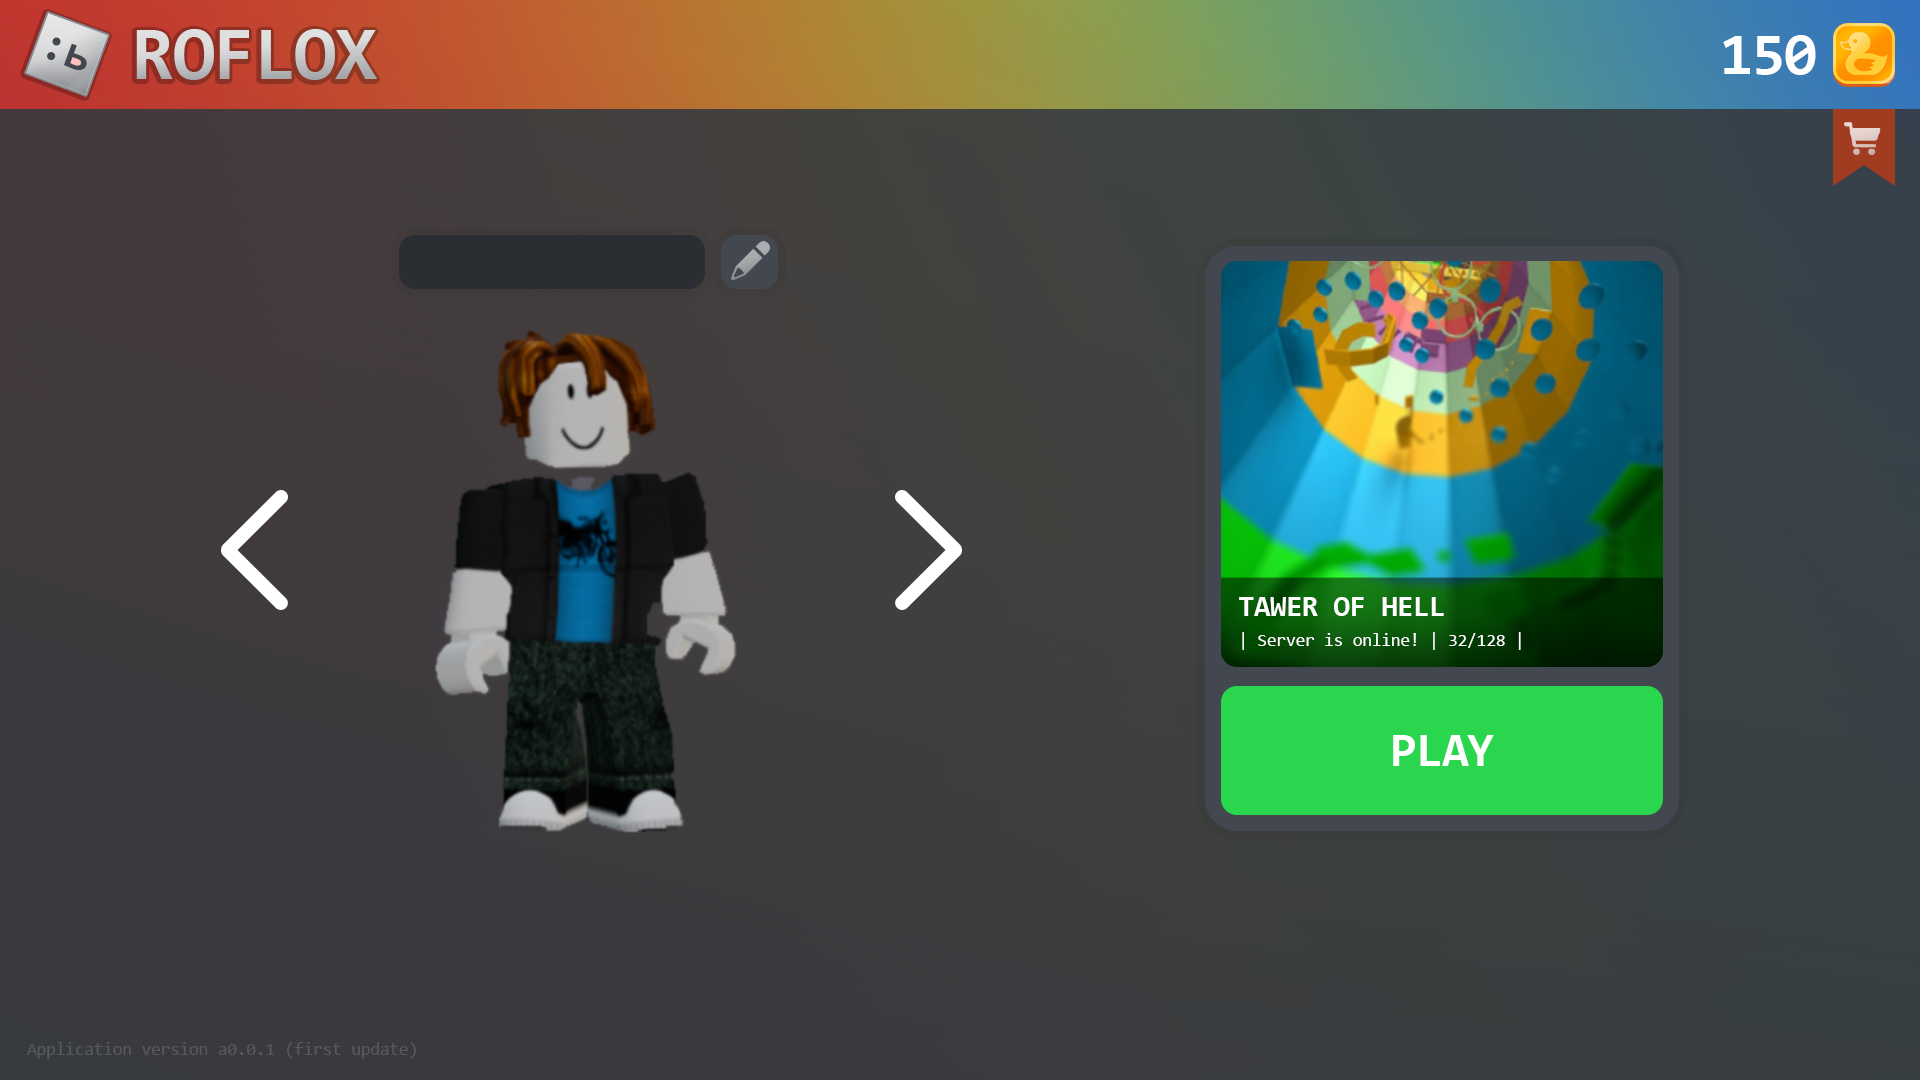 ROFLOX
150
TAWER OF HELL
| Server is online! | 32/128 |
PLAY
Application version a0.0.1 (first update)